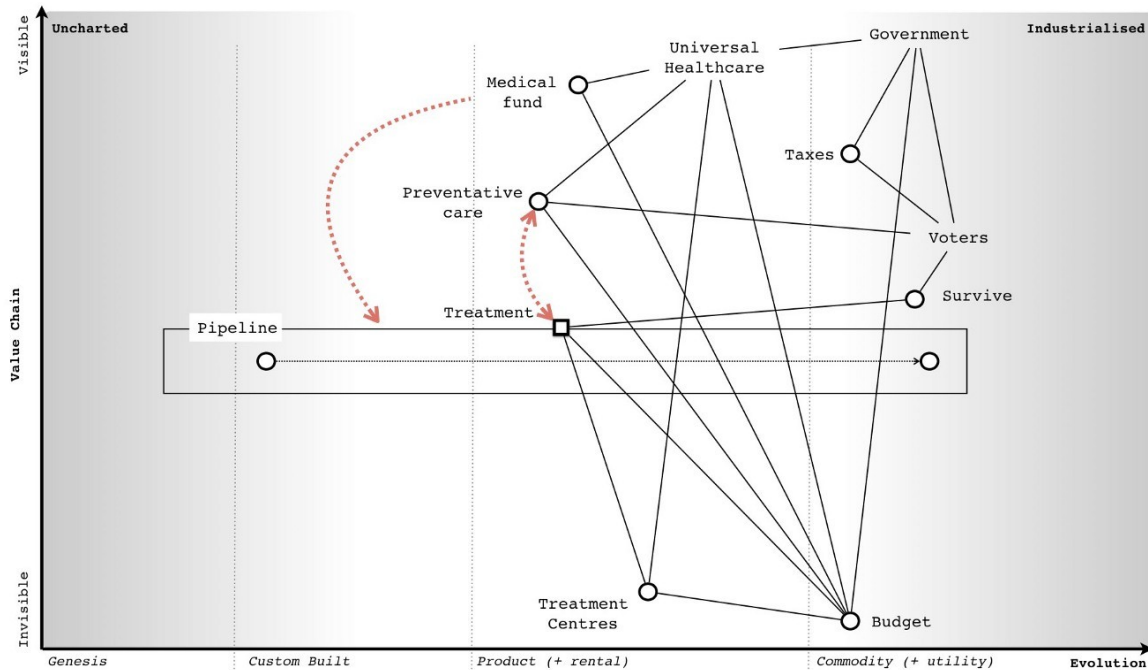 Uncharted
Industrialised
Visible
Value Chain
Invisible
Universal
Healthcare
Government
Medical
fund
Taxes
Preventative
care
Voters
Survive
Treatment
Pipeline
Treatment
Centres
Budget
Genesis
Custom Built
Product (+ rental)
Commodity (+ utility)
Evolution